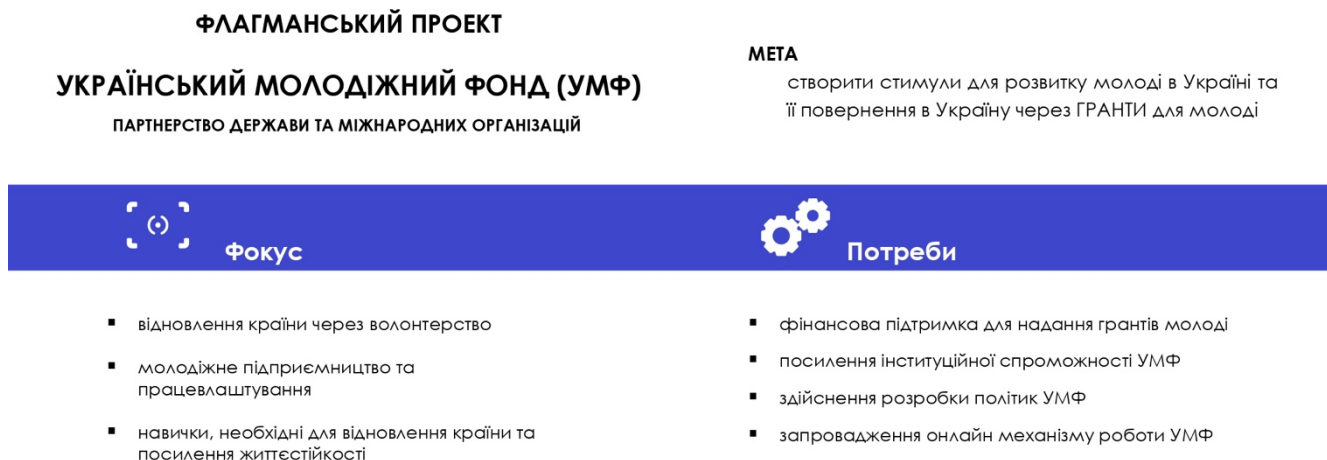 ФЛАГМАНСЬКИЙ ПРОЕКТ
УКРАЇНСЬКИЙ МОЛОДІЖНИЙ ФОНД (УМФ)
ПАРТНЕРСТВО ДЕРЖАВИ ТА МІЖНАРОДНИХ ОРГАНІЗАЦІЙ
МЕТА
створити стимули для розвитку молоді в Україні та
її повернення в Україну через ГРАНТИ для молоді
Фокус
▪ відновлення країни через волонтерство
▪ молодіжне підприємництво та
працевлаштування
▪ навички, необхідні для відновлення країни та
посилення життєстійкості
Потреби
▪ фінансова підтримка для надання грантів молоді
▪ посилення інституційної спроможності УМФ
▪ здійснення розробки політик УМФ
▪ запровадження онлайн механізму роботи УМФ